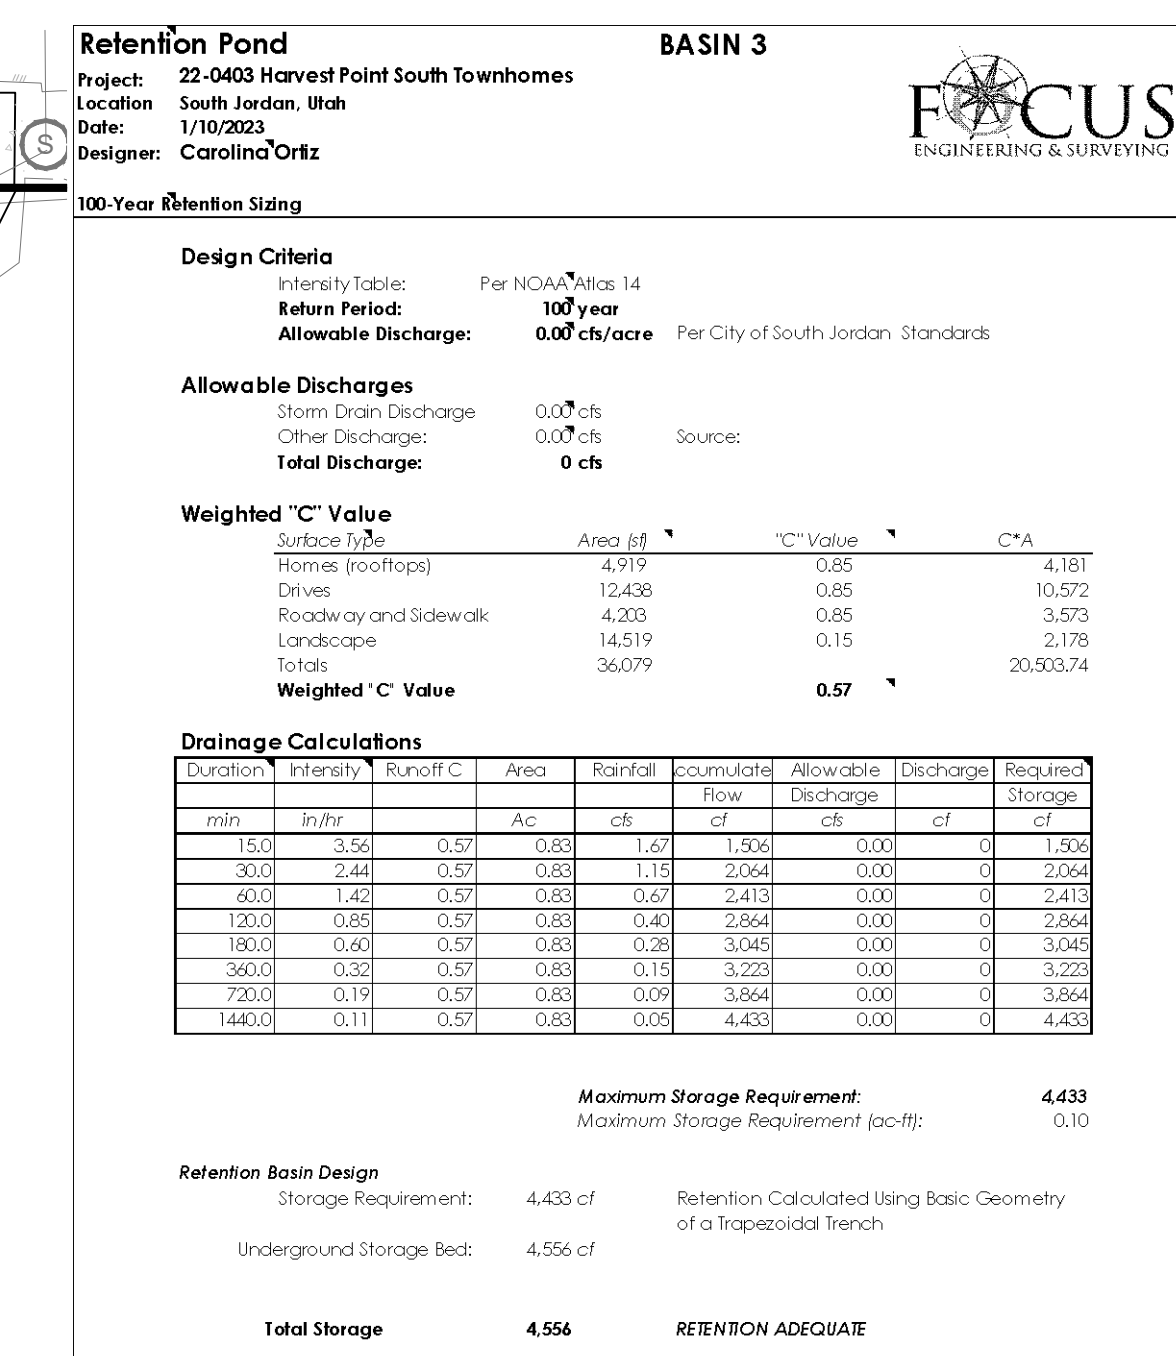 Retention Pond BASIN 3
Project: 22-0403 Harvest Point South Townhomes
Location South Jordan, Utah
Date: 1/10/2023
Designer: Carolina Ortiz
FOCUS
ENGINEERING & SURVEYING
S
100-Year Retention Sizing
Design Criteria
Intensity Table: Per NOAA Atlas 14
Return Period: 100 year
Allowable Discharge: 0.00 cfs/acre Per City of South Jordan Standards
Allowable Discharges
Storm Drain Discharge 0.00 cfs
Other Discharge: 0.00 cfs Source:
Total Discharge: 0 cfs
Weighted "C" Value
Surface Type Area (sf) "C" Value C*A
Homes (rooftops) 4,919 0.85 4,181
Drives 12,438 0.85 10,572
Roadway and Sidewalk 4,203 0.85 3,573
Landscape 14,519 0.15 2,178
Totals 36,079 20,503.74
Weighted "C" Value 0.57
Drainage Calculations
Duration Intensity Runoff C Area Rainfall ccumulate Allowable Discharge Required
Flow Discharge Storage
min in/hr Ac cfs cf cfs cf cf
15.0 3.56 0.57 0.83 1.67 1,506 0.00 0 1,506
30.0 2.44 0.57 0.83 1.15 2,064 0.00 0 2,064
60.0 1.42 0.57 0.83 0.67 2,413 0.00 0 2,413
120.0 0.85 0.57 0.83 0.40 2,864 0.00 0 2,864
180.0 0.60 0.57 0.83 0.28 3,045 0.00 0 3,045
360.0 0.32 0.57 0.83 0.15 3,223 0.00 0 3,223
720.0 0.19 0.57 0.83 0.09 3,864 0.00 0 3,864
1440.0 0.11 0.57 0.83 0.05 4,433 0.00 0 4,433
Maximum Storage Requirement: 4,433
Maximum Storage Requirement (ac-ft): 0.10
Retention Basin Design
Storage Requirement: 4,433 cf Retention Calculated Using Basic Geometry
of a Trapezoidal Trench
Underground Storage Bed: 4,556 cf
Total Storage 4,556 RETENTION ADEQUATE